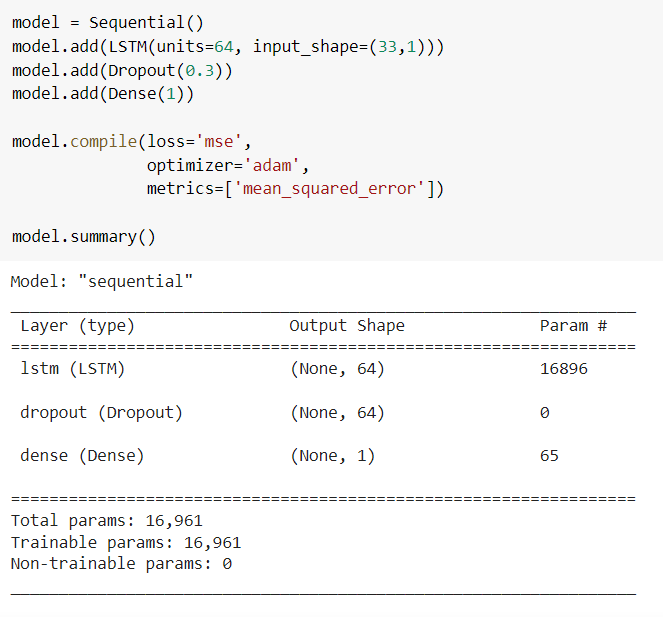 model = Sequential()
model.add(LSTM(units=64, input_shape=(33,1)))
model.add(Dropout(0.3))
model.add(Dense(1))
model.compile(loss='mse',
optimizer='adam',
metrics=['mean_squared_error'])
model.summary()
Model: "sequential"
Layer (type) Output Shape Param #
lstm (LSTM) (None, 64) 16896
dropout (Dropout) (None, 64) 0
dense (Dense) (None, 1) 65
Total params: 16,961
Trainable params: 16,961
Non-trainable params: 0